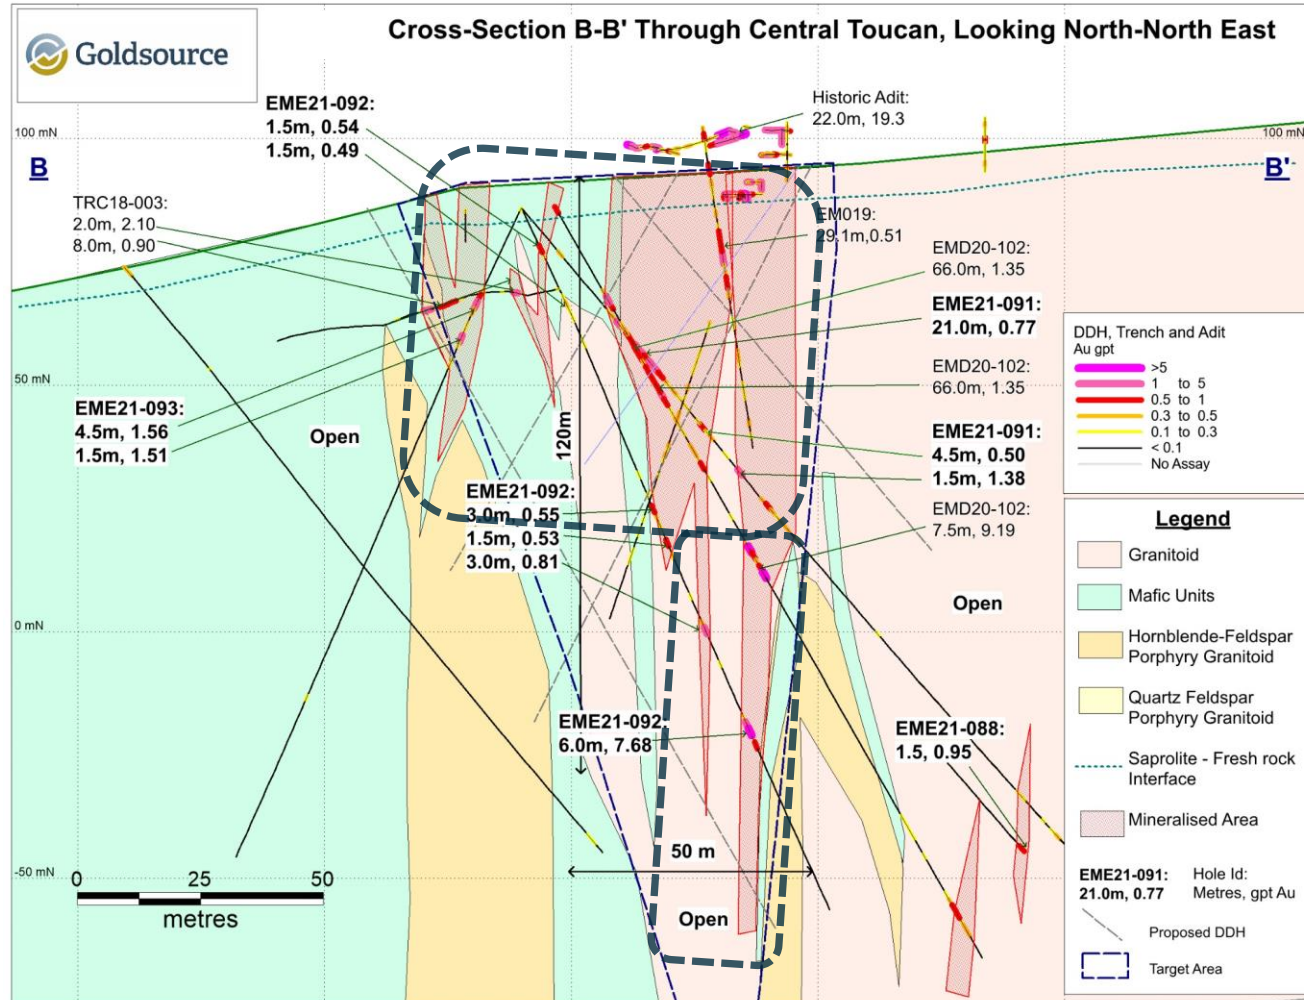 Goldsource
Cross-Section B-B' Through Central Toucan, Looking North-North East
EME21-092:
1.5m, 0.54
1.5m, 0.49
Historic Adit:
22.0m, 19.3
100 mN
100 mN
B
B'
TRC18-003:
2.0m, 2.10
8.0m, 0.90
EM019:
29.1m,0.51
EMD20-102:
66.0m, 1.35
EME21-091:
21.0m, 0.77
EMD20-102:
66.0m, 1.35
DDH, Trench and Adit
Au gpt
>5
1 to 5
0.5 to 1
0.3 to 0.5
0.1 to 0.3
< 0.1
No Assay
50 mN
EME21-093:
4.5m, 1.56
1.5m, 1.51
Open
120m
EME21-091:
4.5m, 0.50
1.5m, 1.38
EME21-092:
3.0m, 0.55
1.5m, 0.53
3.0m, 0.81
EMD20-102:
7.5m, 9.19
Open
0 mN
EME21-092:
6.0m, 7.68
EME21-088:
1.5, 0.95
50 m
-50 mN
0 25 50
metres
Open
Legend
Granitoid
Mafic Units
Hornblende-Feldspar
Porphyry Granitoid
Quartz Feldspar
Porphyry Granitoid
Saprolite - Fresh rock
Interface
Mineralised Area
EME21-091: Hole Id:
21.0m, 0.77 Metres, gpt Au
Proposed DDH
Target Area